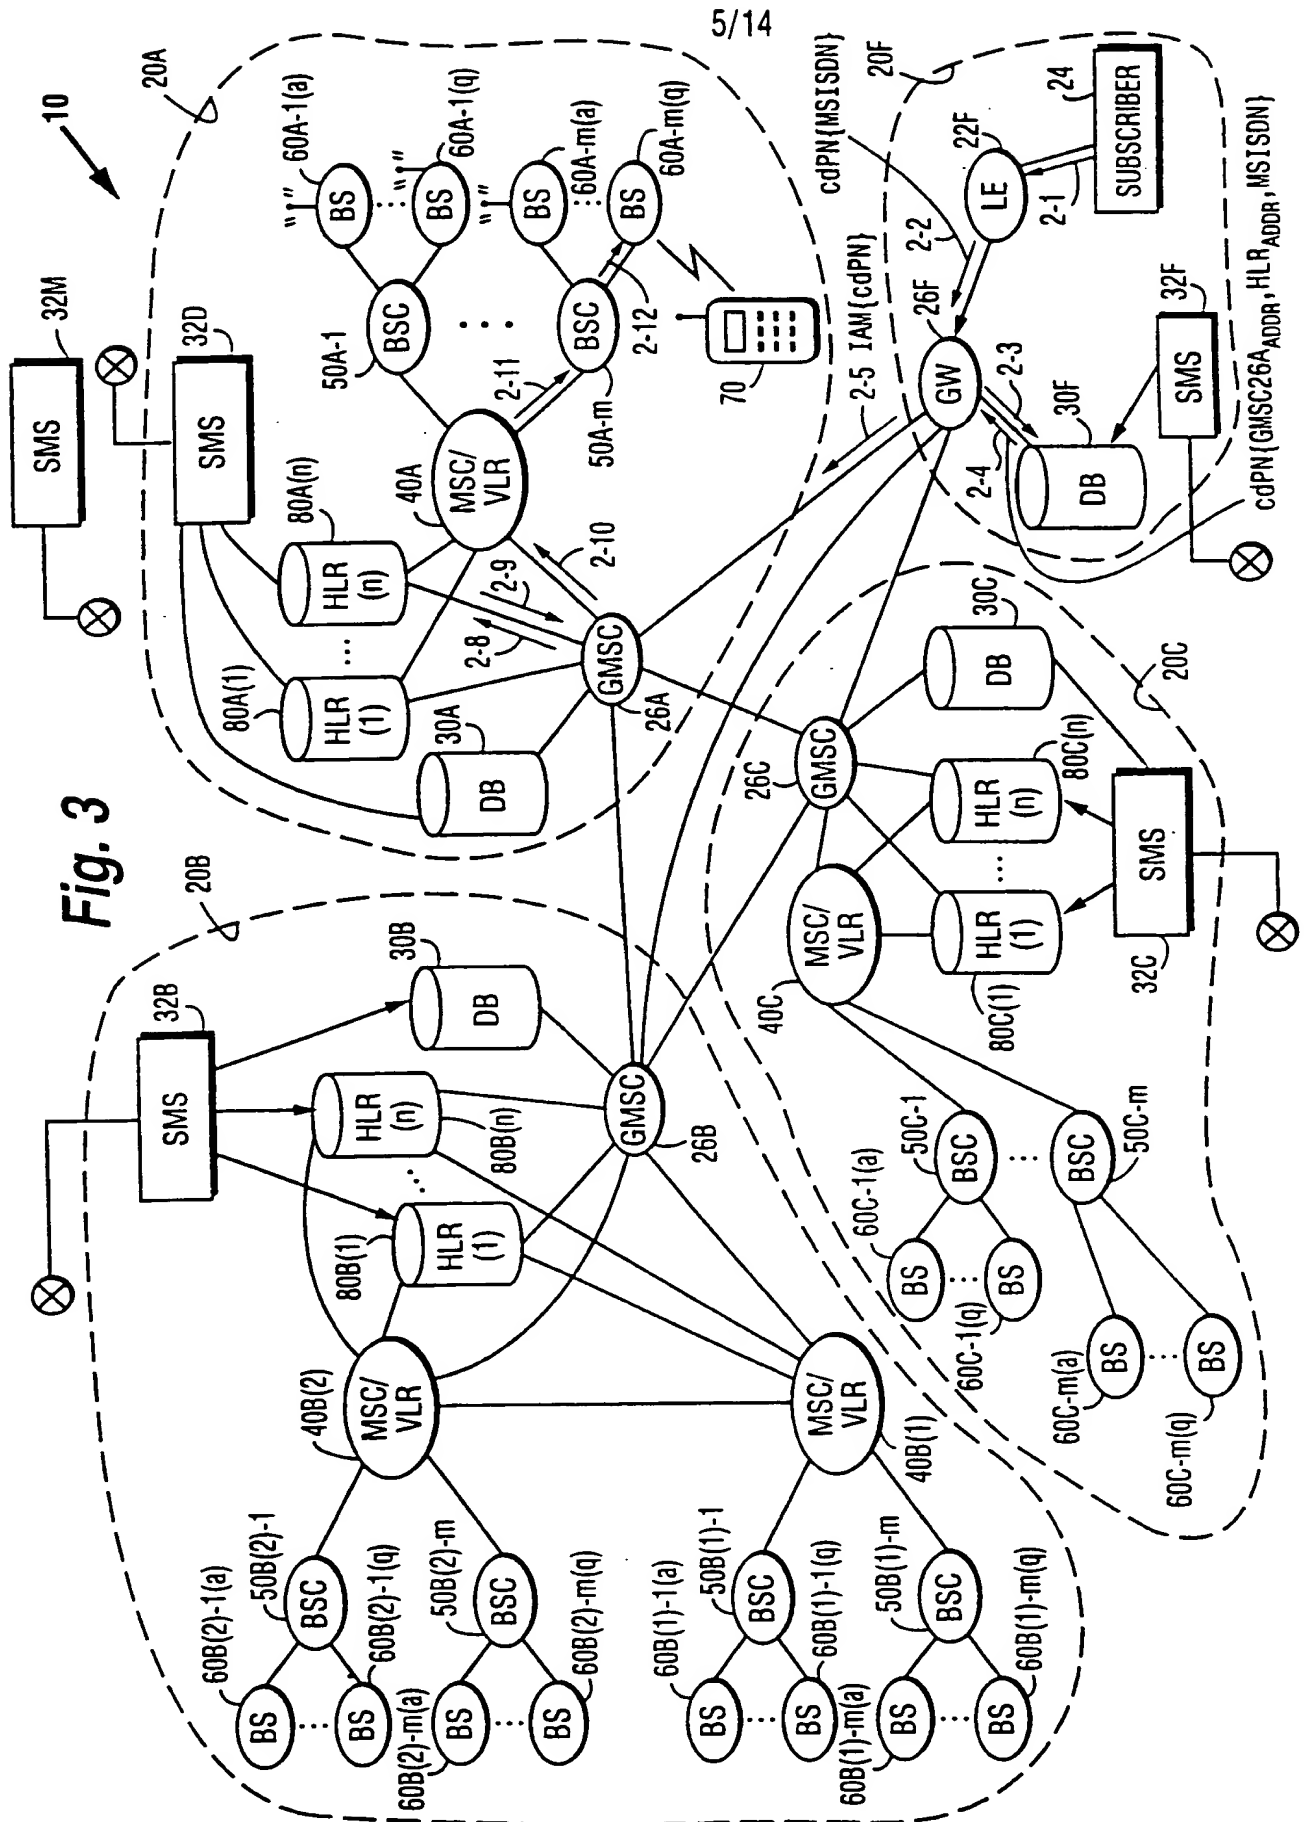 5/14
Fig. 3
10
20A
SMS
32M
SMS
32D
HLR
(1)
80A(1)
...
HLR
(n)
80A(n)
DB
30A
GMSC
26A
2-8
2-9
2-10
MSC/
VLR
40A
2-11
BSC
50A-1
BSC
50A-m
2-12
BS
60A-1(a)
BS
60A-1(q)
BS
60A-m(a)
BS
60A-m(q)
70
20B
SMS
32B
DB
30B
HLR
(n)
80B(n)
...
HLR
(1)
80B(1)
GMSC
26B
MSC/
VLR
40B(2)
MSC/
VLR
40B(1)
BSC
50B(2)-1
BSC
50B(2)-m
BS
60B(2)-1(a)
BS
60B(2)-1(q)
BS
60B(2)-m(a)
BS
60B(2)-m(q)
BSC
50B(1)-1
BSC
50B(1)-m
BS
60B(1)-1(a)
BS
60B(1)-1(q)
BS
60B(1)-m(a)
BS
60B(1)-m(q)
20C
GMSC
26C
DB
30C
HLR
(n)
80C(n)
...
HLR
(1)
80C(1)
SMS
32C
MSC/
VLR
40C
BSC
50C-1
BSC
50C-m
BS
60C-1(a)
BS
60C-1(q)
BS
60C-m(a)
BS
60C-m(q)
20F
cdPN{MSISDN}
2-5 IAM{cdPN}
GW
26F
2-2
LE
22F
2-1
SUBSCRIBER
24
2-3
2-4
DB
30F
SMS
32F
cdPN{GMSC26A ADDR, HLR ADDR, MSISDN}